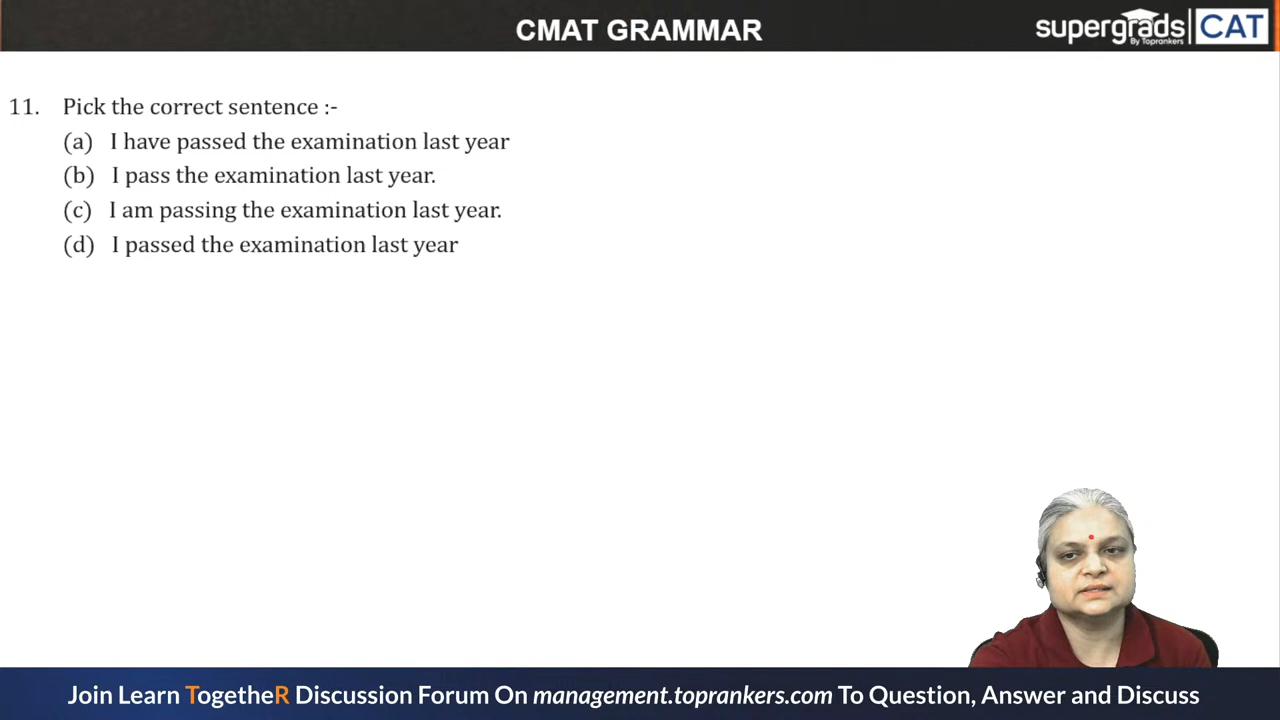 CMAT GRAMMAR
supergrads CAT
By Toprankers
11. Pick the correct sentence :-
(a) I have passed the examination last year
(b) I pass the examination last year.
(c) I am passing the examination last year.
(d) I passed the examination last year
Join Learn TogetheR Discussion Forum On management.toprankers.com To Question, Answer and Discuss